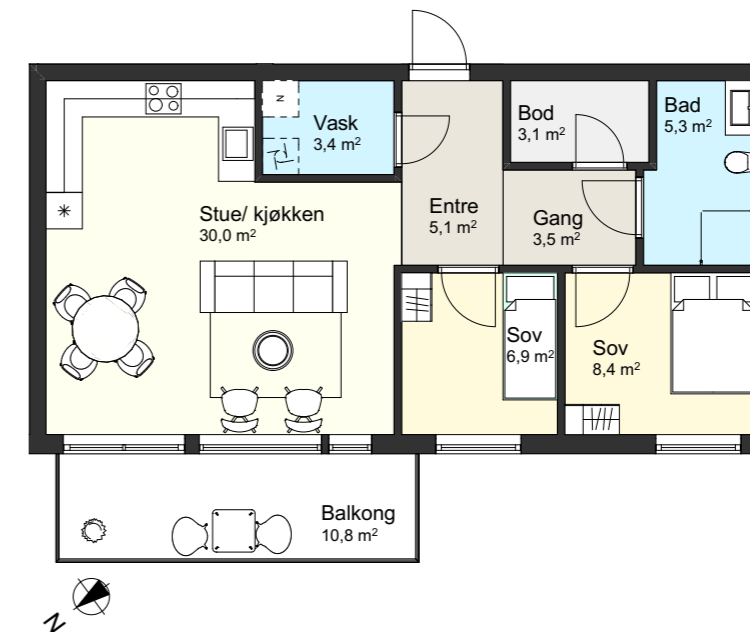 N
Vask
3,4 m²
Bod
3,1 m²
Bad
5,3 m²
Stue/ kjøkken
30,0 m²
Entre
5,1 m²
Gang
3,5 m²
Sov
6,9 m²
Sov
8,4 m²
Balkong
10,8 m²
N